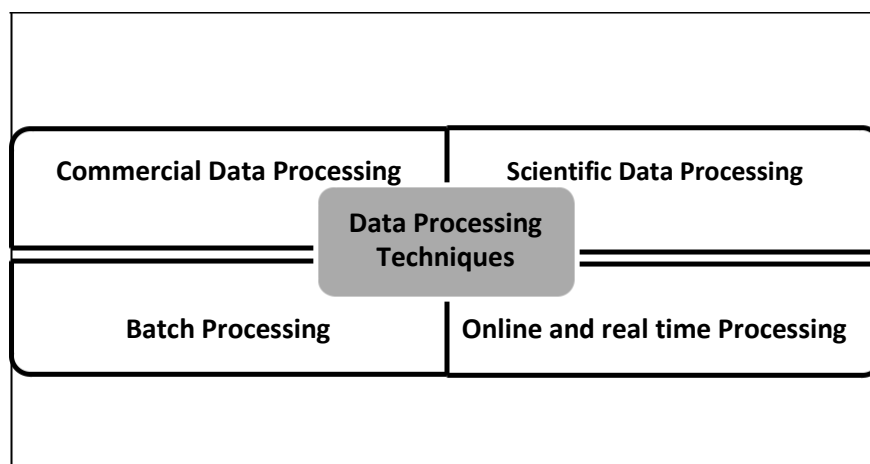 Commercial Data Processing
Scientific Data Processing
Data Processing
Techniques
Batch Processing
Online and real time Processing